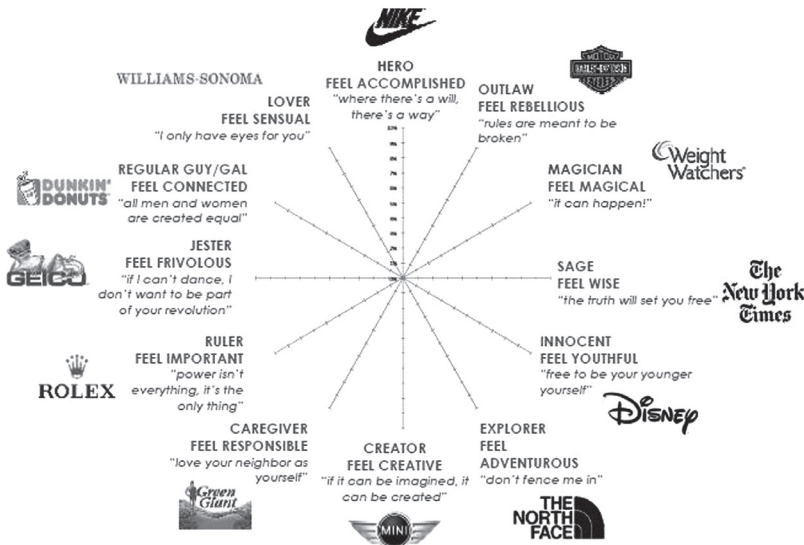 NIKE
HERO
FEEL ACCOMPLISHED
"where there's a will,
there's a way"
MOTOR
HARLEY-DAVIDSON
OUTLAW
FEEL REBELLIOUS
"rules are meant to be
broken"
Weight
Watchers
MAGICIAN
FEEL MAGICAL
"it can happen!"
SAGE
FEEL WISE
"the truth will set you free"
The
New York
Times
INNOCENT
FEEL YOUTHFUL
"free to be your younger
yourself"
Disney
EXPLORER
FEEL
ADVENTUROUS
"don't fence me in"
THE
NORTH
FACE
CREATOR
FEEL CREATIVE
"if it can be imagined, it
can be created"
MINI
CAREGIVER
FEEL RESPONSIBLE
"love your neighbor as
yourself"
Green
Giant
RULER
FEEL IMPORTANT
"power isn't
everything, it's the
only thing"
ROLEX
JESTER
FEEL FRIVOLOUS
"if I can't dance, I
don't want to be part
of your revolution"
GEICO
REGULAR GUY/GAL
FEEL CONNECTED
"all men and women
are created equal"
DUNKIN'
DONUTS
WILLIAMS-SONOMA
LOVER
FEEL SENSUAL
"I only have eyes for you"